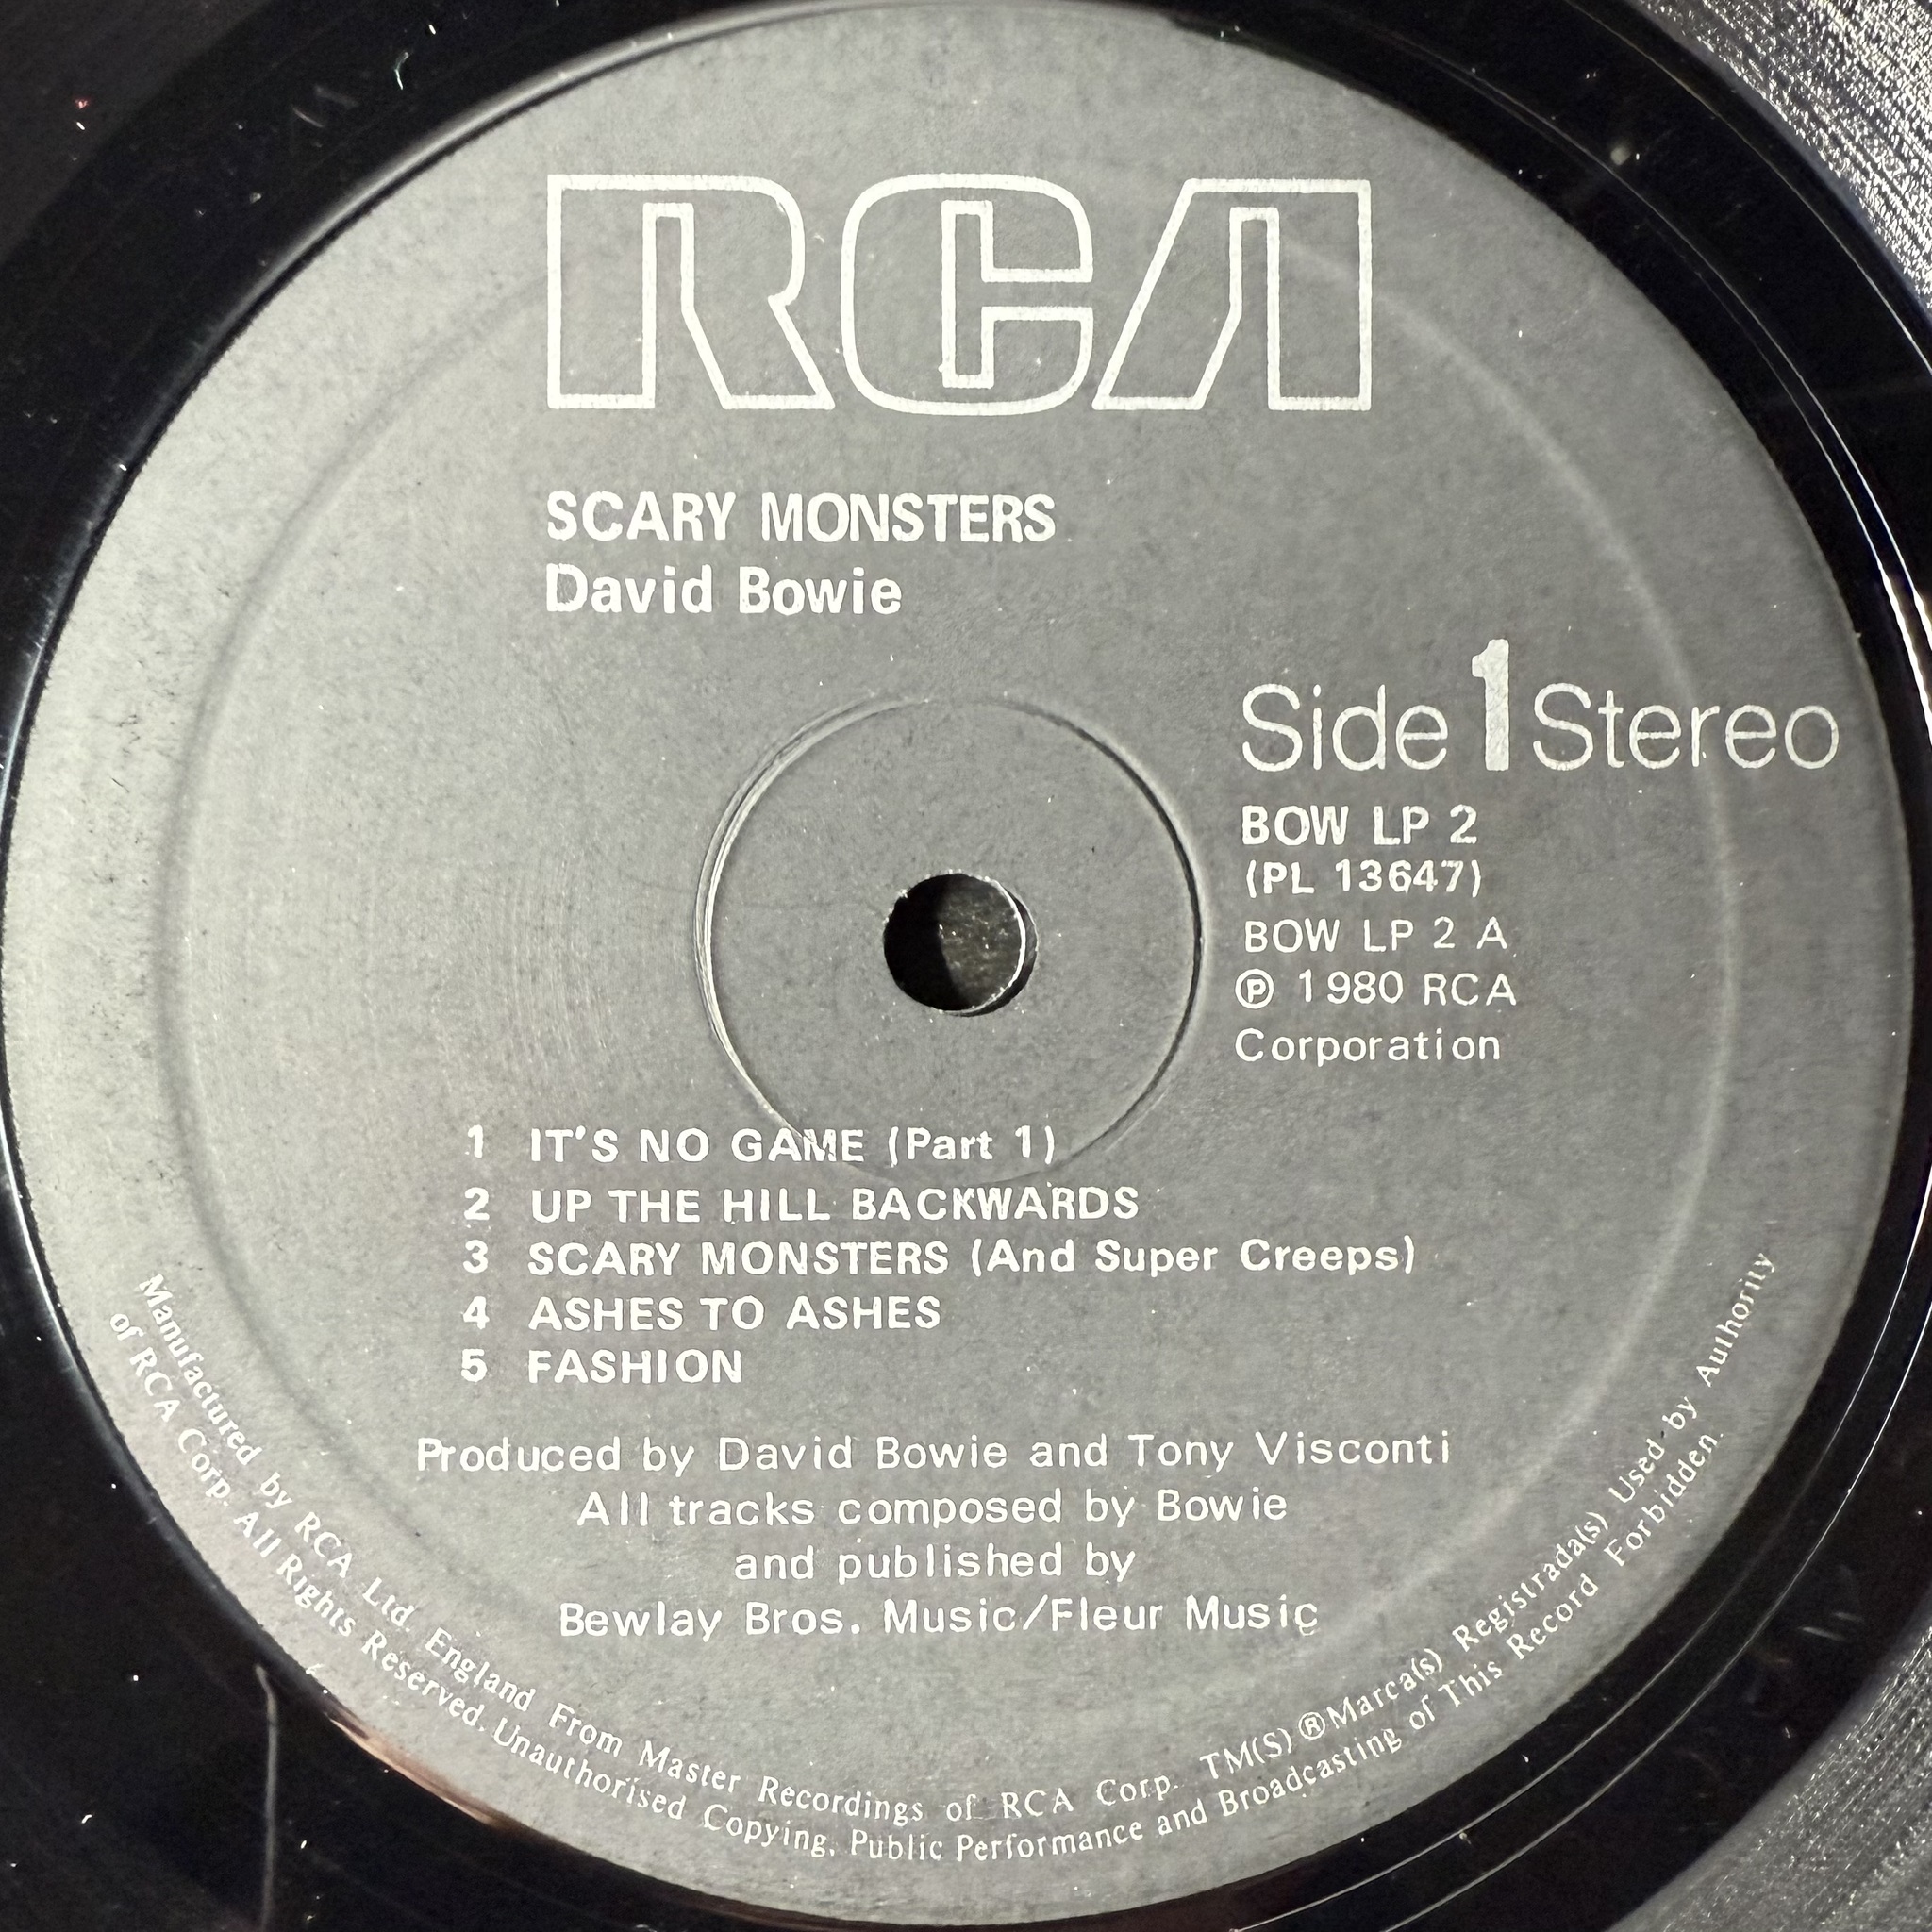 RCA
SCARY MONSTERS
David Bowie
Side 1 Stereo
BOW LP 2
(PL 13647)
BOW LP 2 A
℗ 1980 RCA
Corporation
1 IT'S NO GAME (Part 1)
2 UP THE HILL BACKWARDS
3 SCARY MONSTERS (And Super Creeps)
4 ASHES TO ASHES
5 FASHION
Produced by David Bowie and Tony Visconti
All tracks composed by Bowie
and published by
Bewlay Bros. Music/Fleur Music
Manufactured by RCA Ltd. England From Master Recordings of RCA Corp. TM(S) ® Marca(s) Registrada(s) Used by Authority
of RCA Corp. All Rights Reserved. Unauthorised Copying, Public Performance and Broadcasting of This Record Forbidden.